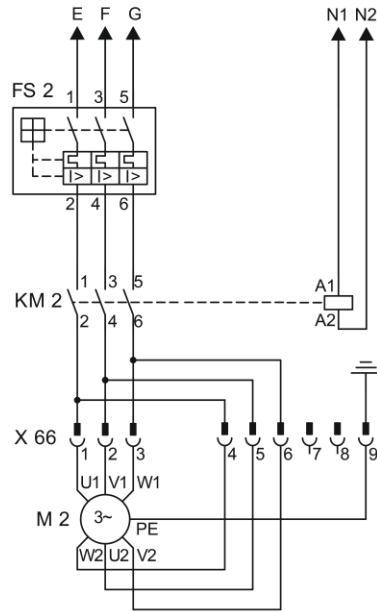 E F G N1 N2
FS 2
1 3 5
I> I> I>
2 4 6
1 3 5
KM 2
2 4 6
A1
A2
X 66
1 2 3 4 5 6 7 8 9
U1 V1 W1
M 2
3~
PE
W2 U2 V2